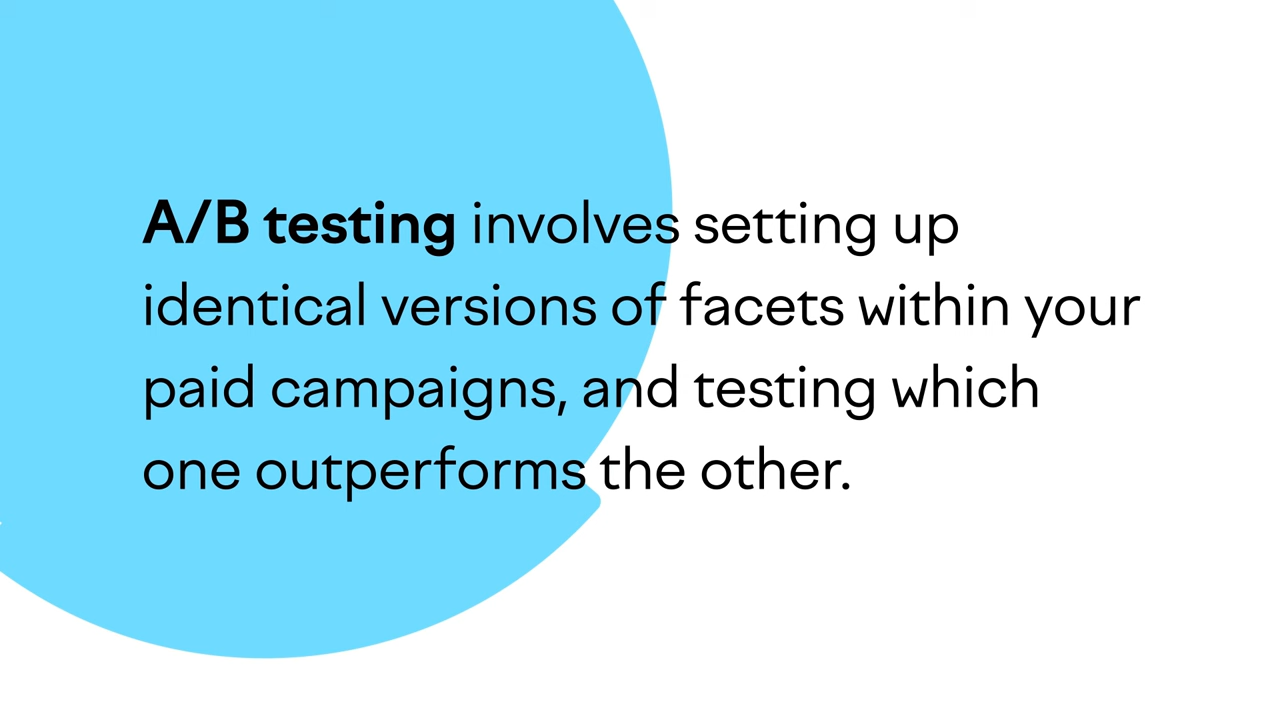 A/B testing involves setting up
identical versions of facets within your
paid campaigns, and testing which
one outperforms the other.